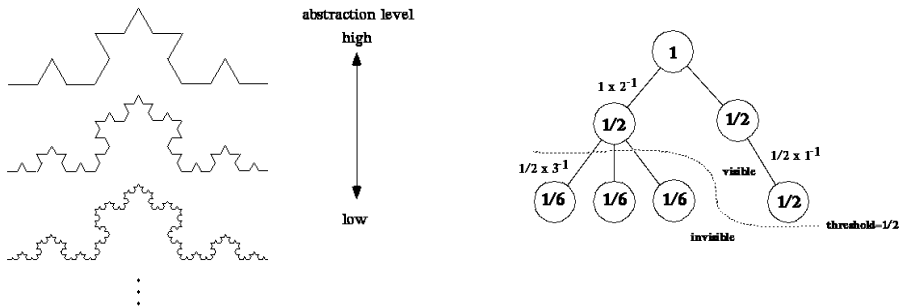 abstraction level
high
low
1
1 x 2⁻¹
1/2
1/2
1/2 x 3⁻¹
visible
1/2 x 1⁻¹
1/6
1/6
1/6
1/2
threshold=1/2
invisible